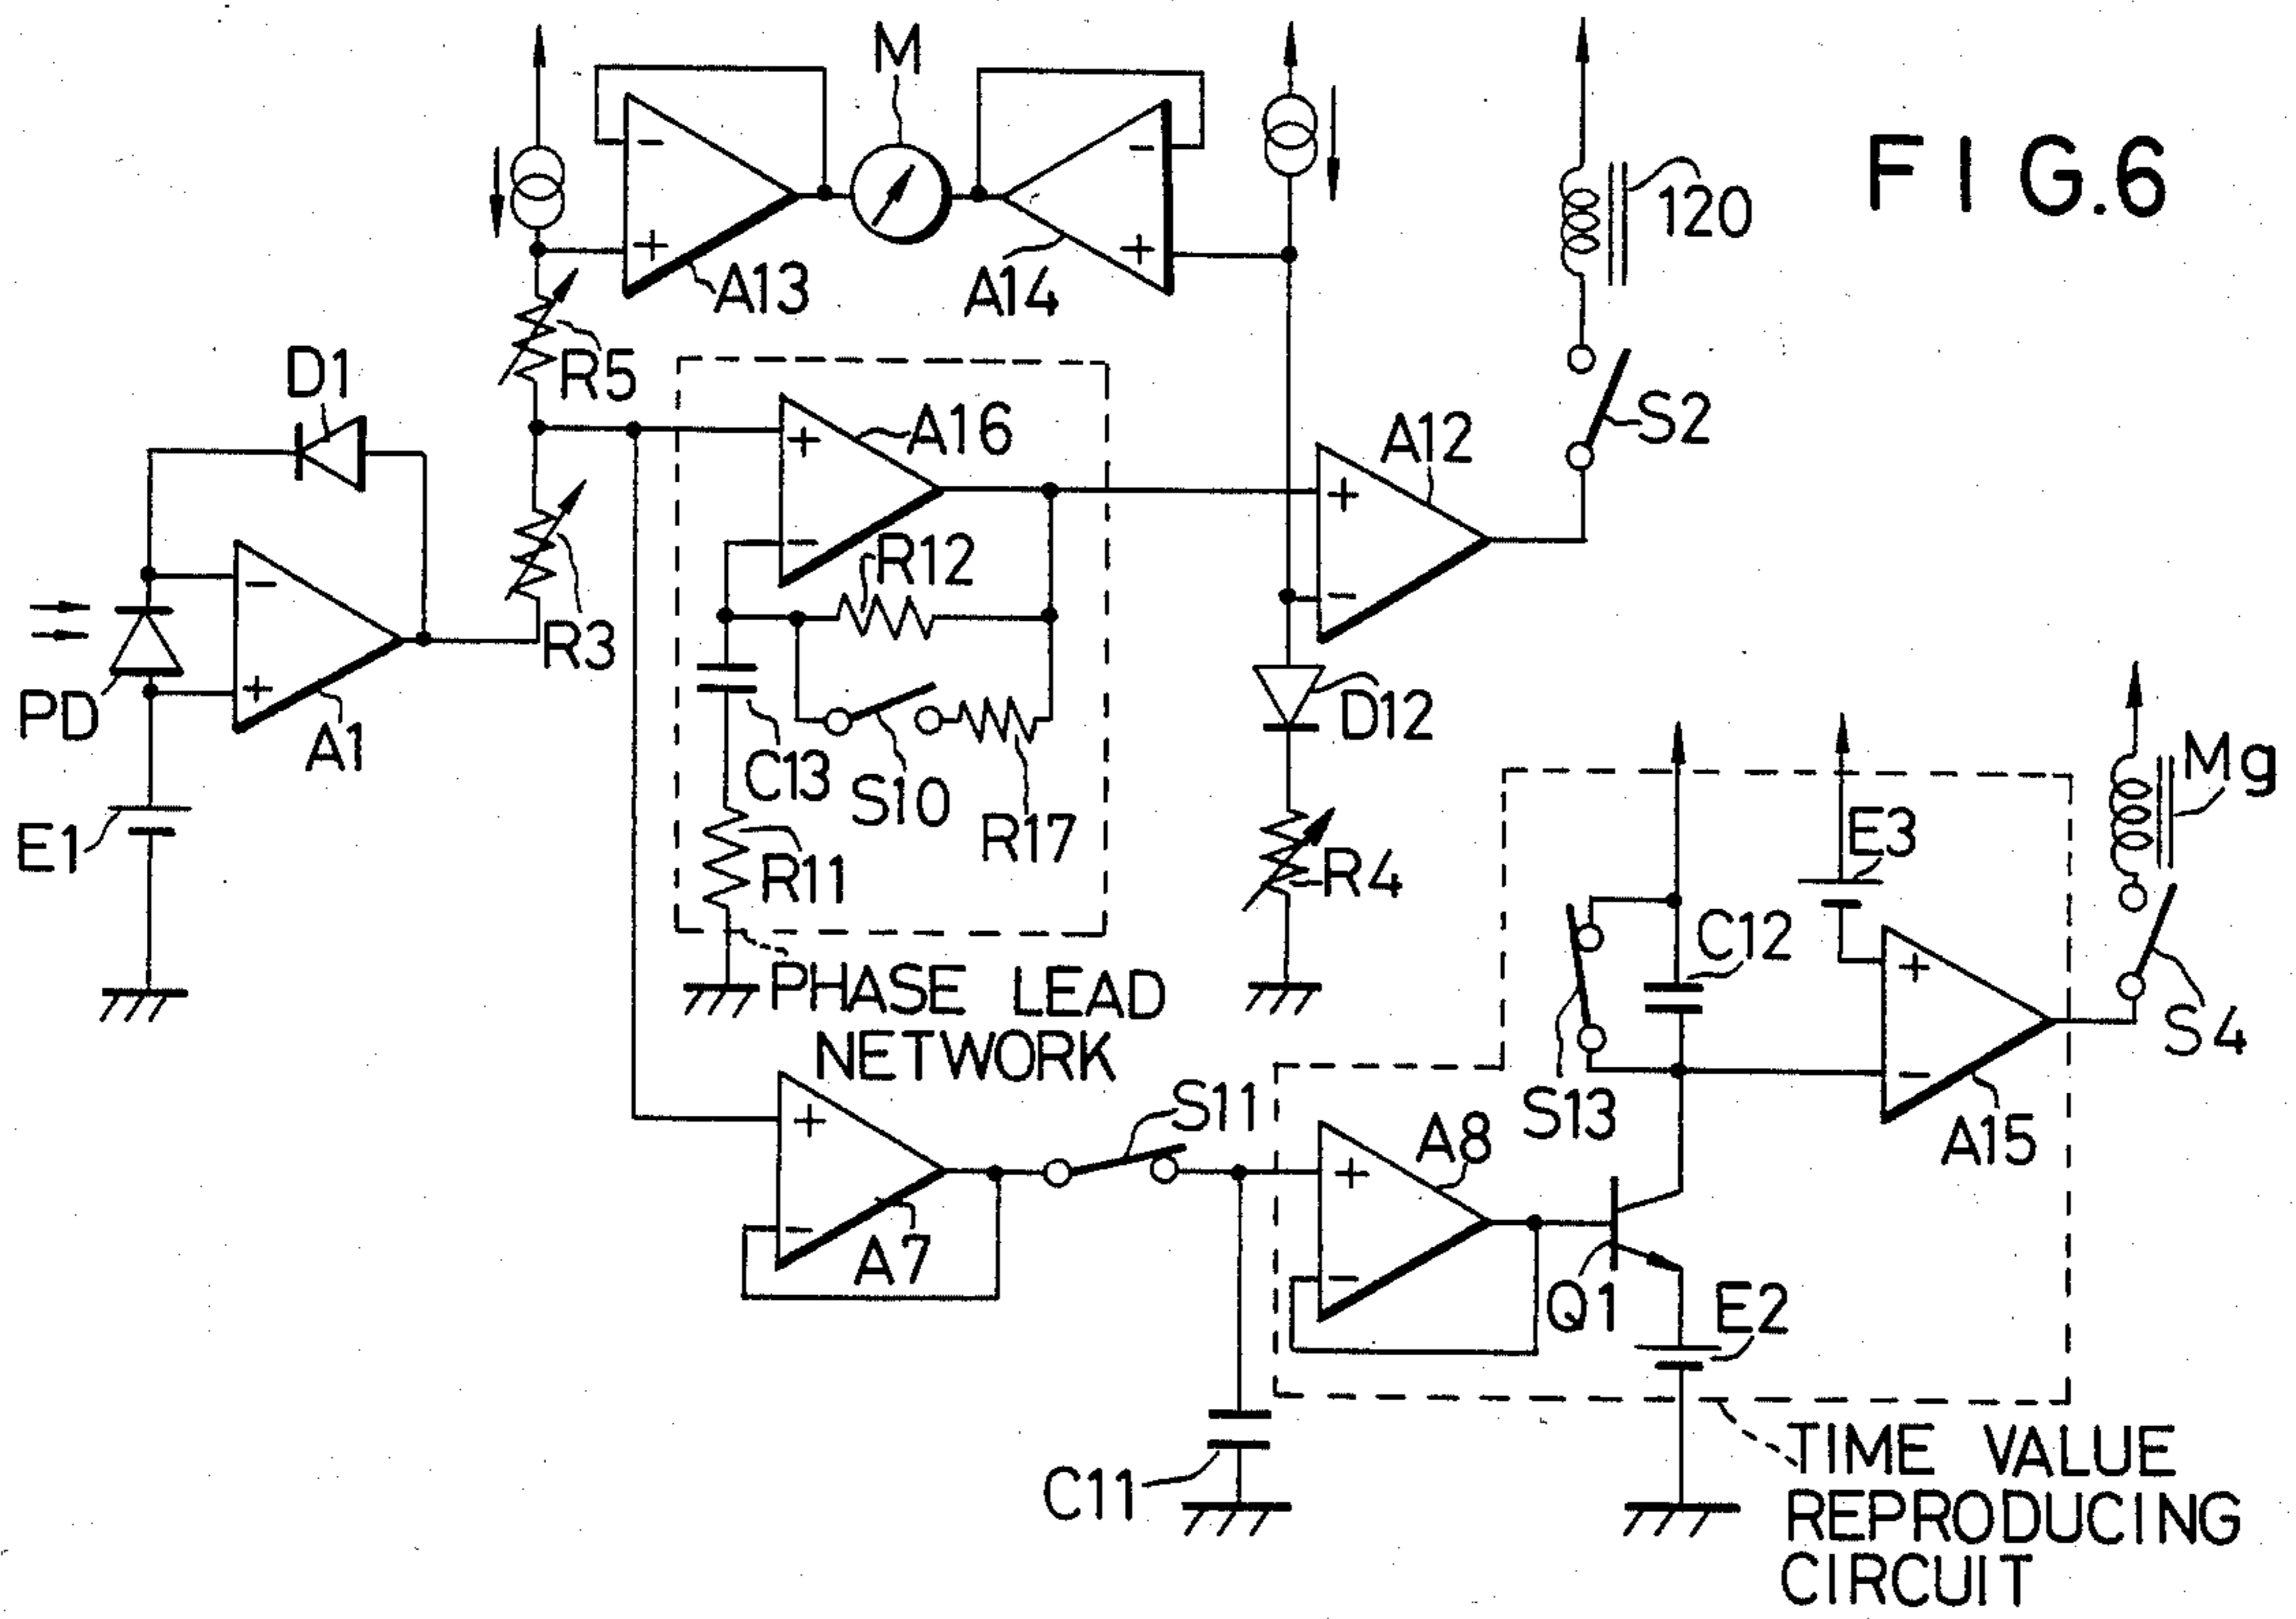 FIG.6
M
120
A13
A14
D1
R5
S2
A16
A12
R12
R3
PD
A1
D12
C13
S10
R17
E1
R11
R4
Mg
E3
C12
S4
PHASE LEAD
NETWORK
S13
S11
A8
A15
A7
Q1
E2
C11
TIME VALUE
REPRODUCING
CIRCUIT